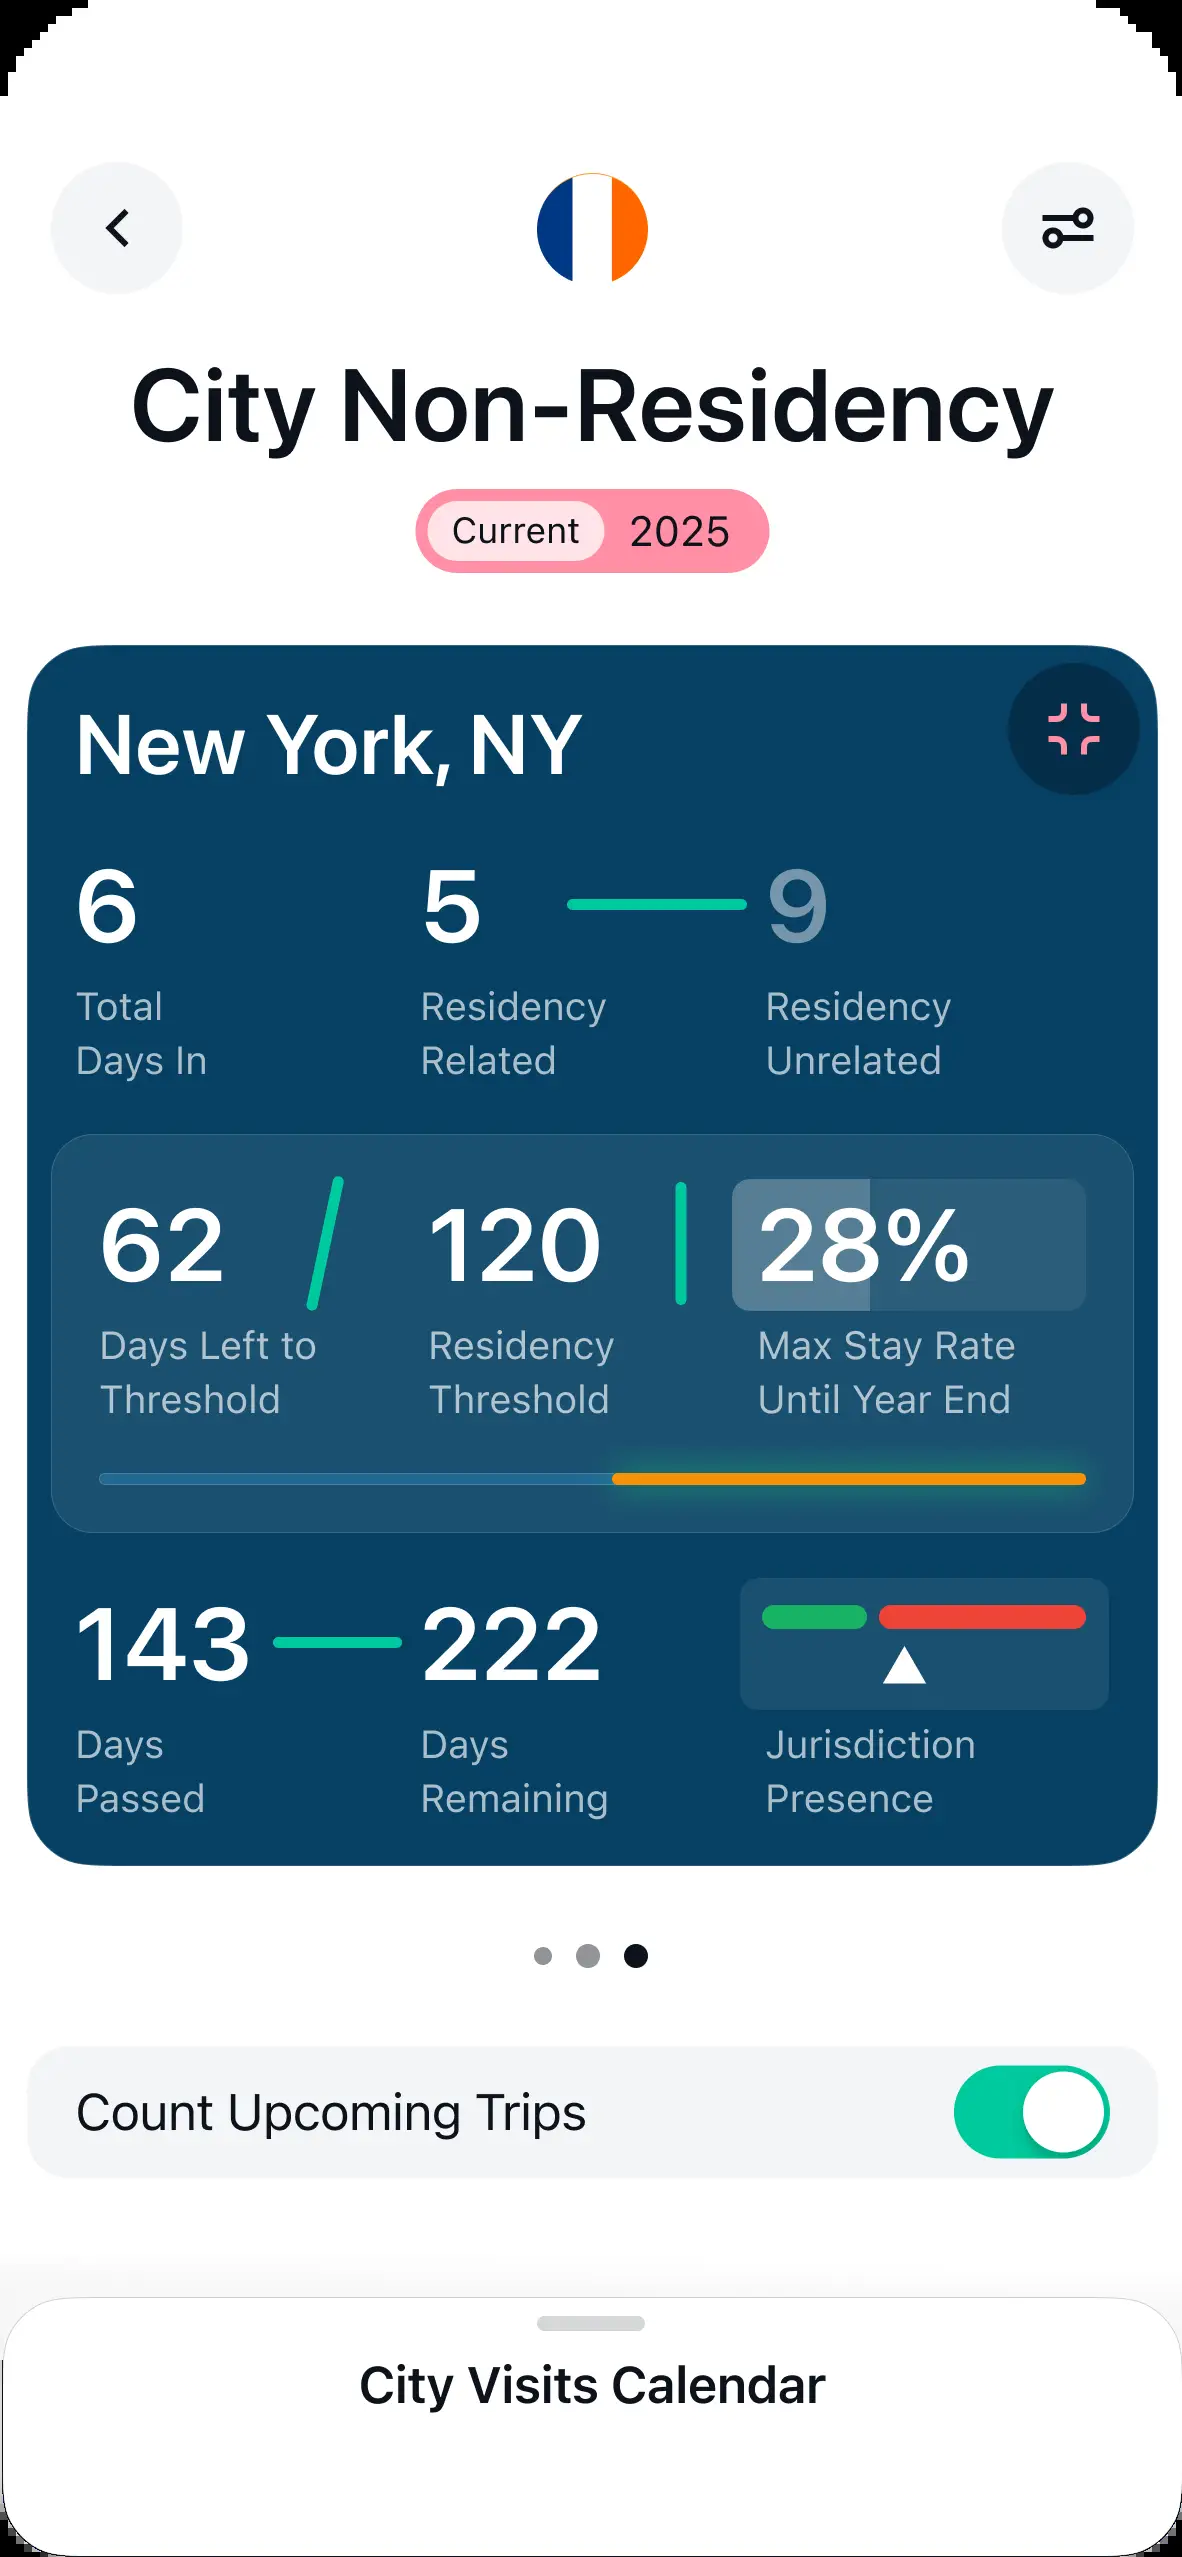 City Non-Residency
Current 2025
New York, NY
6 5 9
Total Days In
Residency Related
Residency Unrelated
62 / 120 | 28%
Days Left to Threshold
Residency Threshold
Max Stay Rate Until Year End
143 222
Days Passed
Days Remaining
Jurisdiction Presence
Count Upcoming Trips
City Visits Calendar